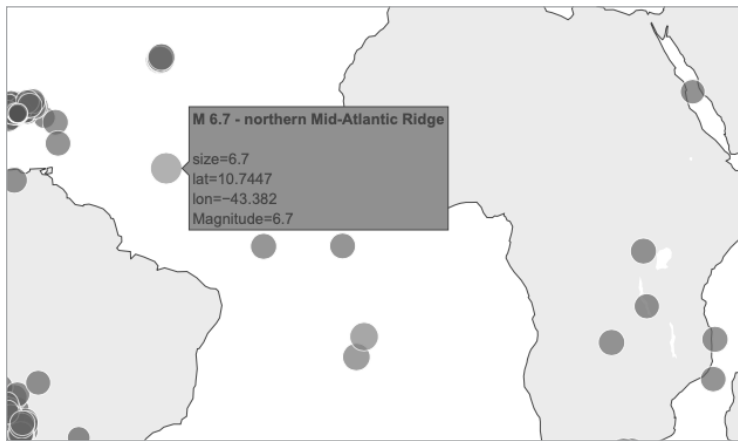 M 6.7 - northern Mid-Atlantic Ridge
size=6.7
lat=10.7447
lon=−43.382
Magnitude=6.7